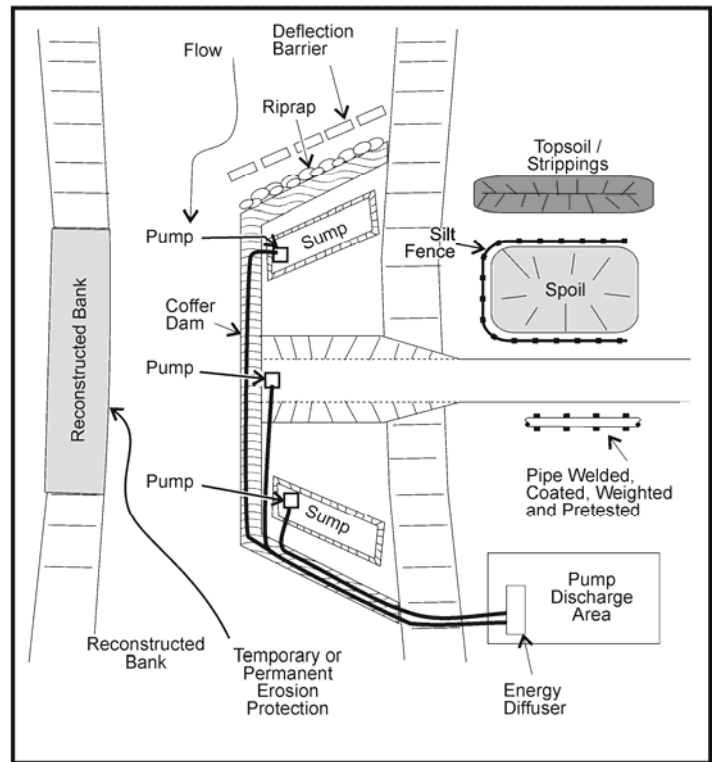 Deflection
Barrier
Flow
Riprap
Topsoil /
Strippings
Pump
Sump
Silt
Fence
Spoil
Coffer
Dam
Reconstructed Bank
Pump
Pump
Sump
Pipe Welded,
Coated, Weighted
and Pretested
Pump
Discharge
Area
Reconstructed
Bank
Temporary or
Permanent
Erosion
Protection
Energy
Diffuser